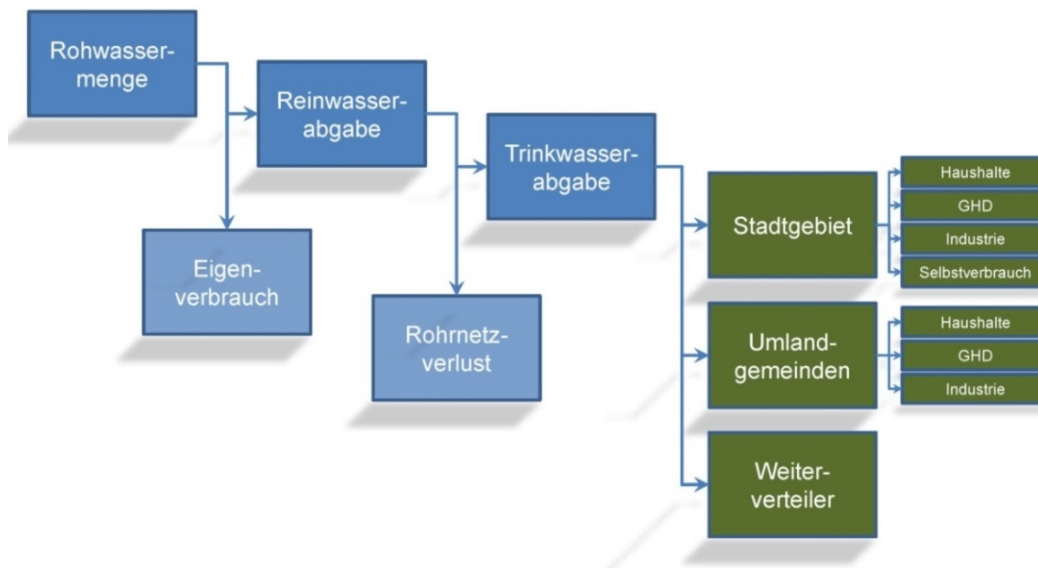 Rohwasser-
menge
Reinwasser-
abgabe
Trinkwasser-
abgabe
Eigen-
verbrauch
Rohrnetz-
verlust
Stadtgebiet
Haushalte
GHD
Industrie
Selbstverbrauch
Umland-
gemeinden
Haushalte
GHD
Industrie
Weiter-
verteiler